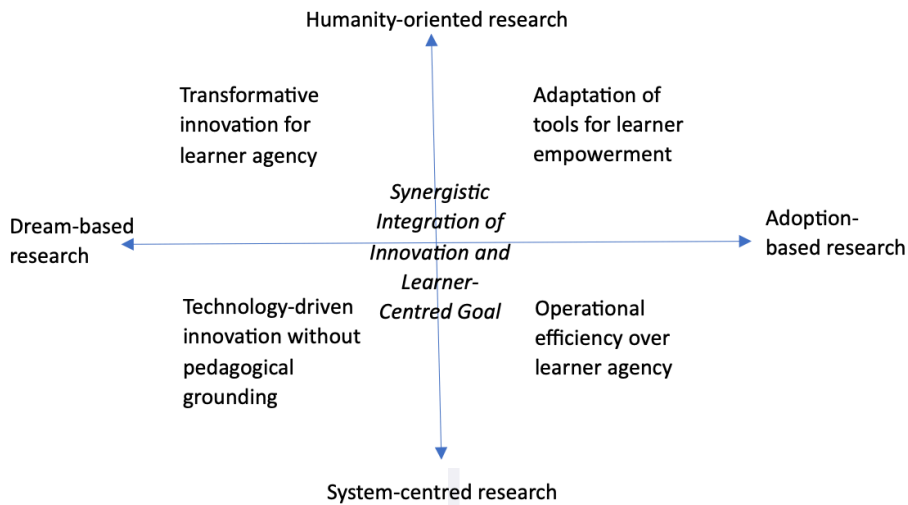 Humanity-oriented research
Transformative
innovation for
learner agency
Adaptation of
tools for learner
empowerment
Synergistic
Integration of
Innovation and
Learner-
Centred Goal
Dream-based
research
Adoption-
based research
Technology-driven
innovation without
pedagogical
grounding
Operational
efficiency over
learner agency
System-centred research